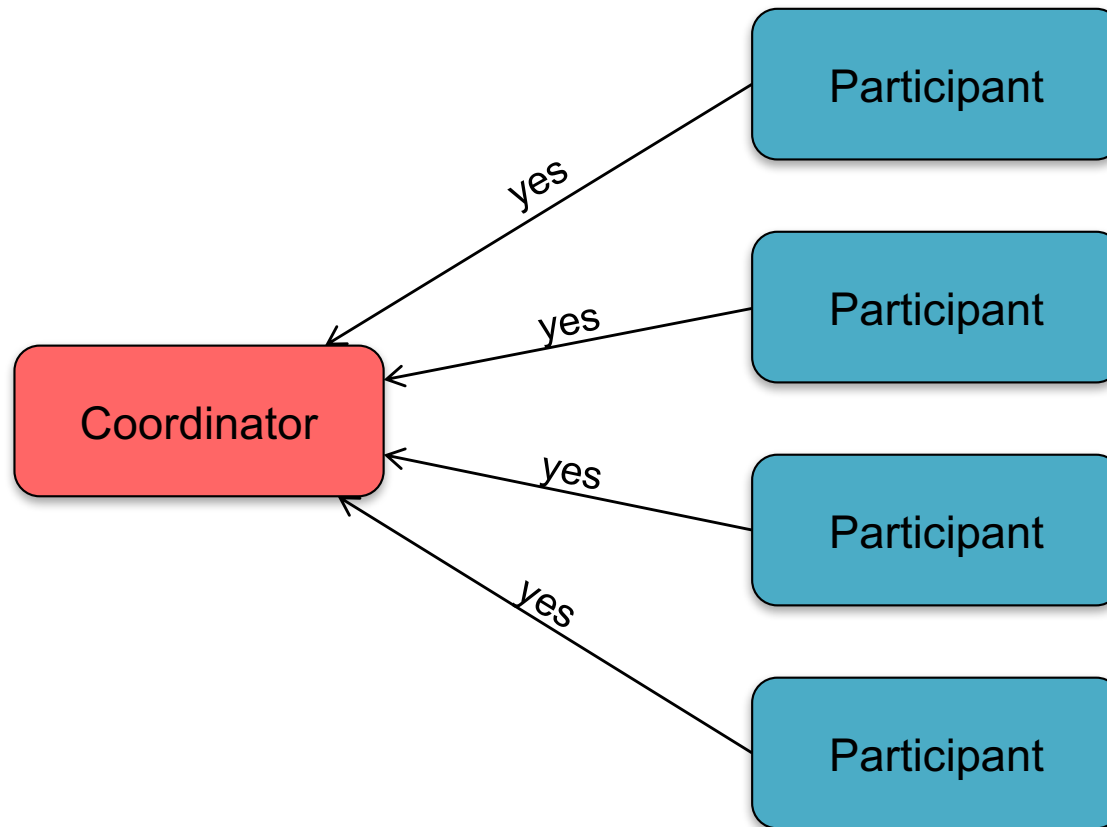 Participant
yes
Participant
yes
Coordinator
yes
Participant
yes
Participant